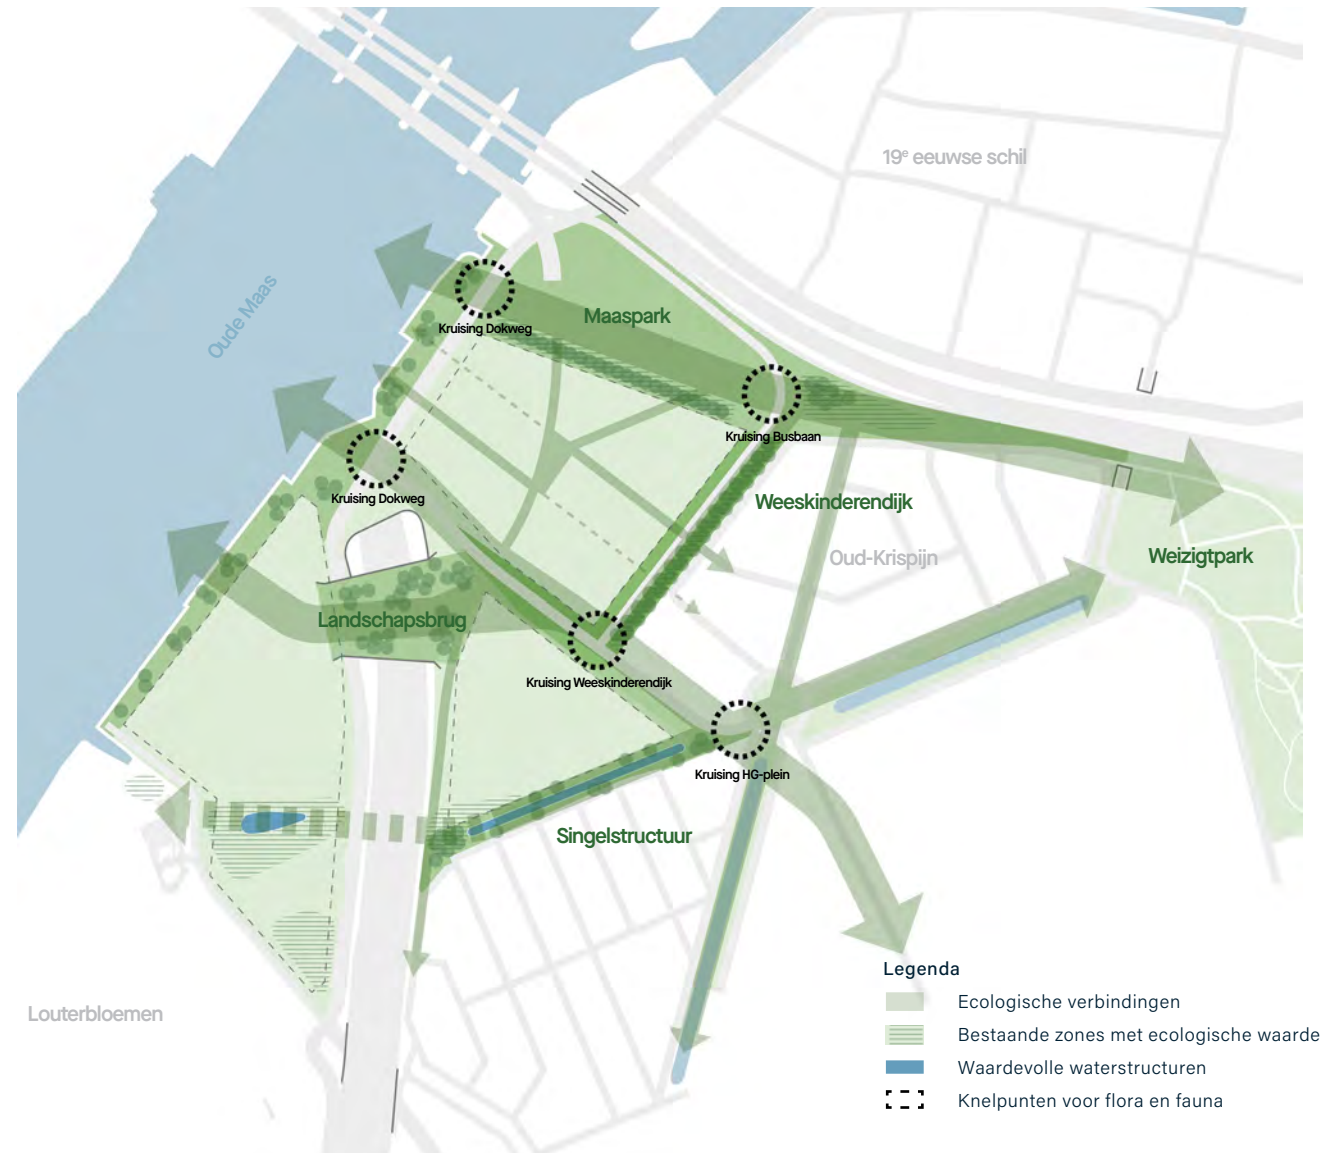 19e eeuwse schil
Oude Maas
Maaspark
Kruising Dokweg
Kruising Busbaan
Kruising Dokweg
Weeskinderendijk
Oud-Krispijn
Weizigtpark
Landschapsbrug
Kruising Weeskinderendijk
Kruising HG-plein
Singelstructuur
Louterbloemen
Legenda
Ecologische verbindingen
Bestaande zones met ecologische waarde
Waardevolle waterstructuren
Knelpunten voor flora en fauna